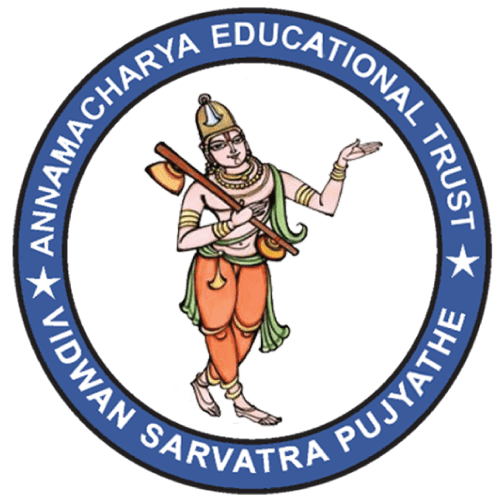 ANNAMACHARYA EDUCATIONAL TRUST
VIDWAN SARVATRA PUJYATHE